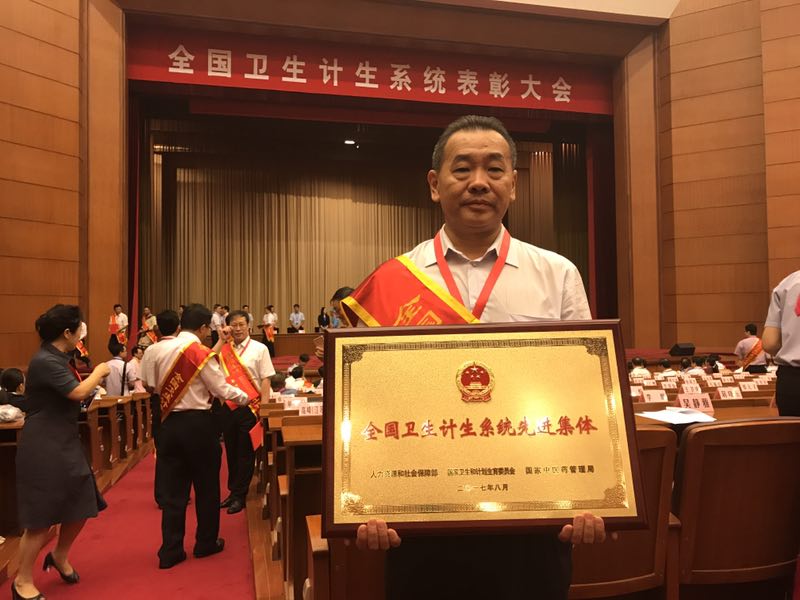 全国卫生计生系统表彰大会
全国
全国卫生计生系统先进集体
人力资源和社会保障部 国家卫生和计划生育委员会 国家中医药管理局
二〇一七年八月